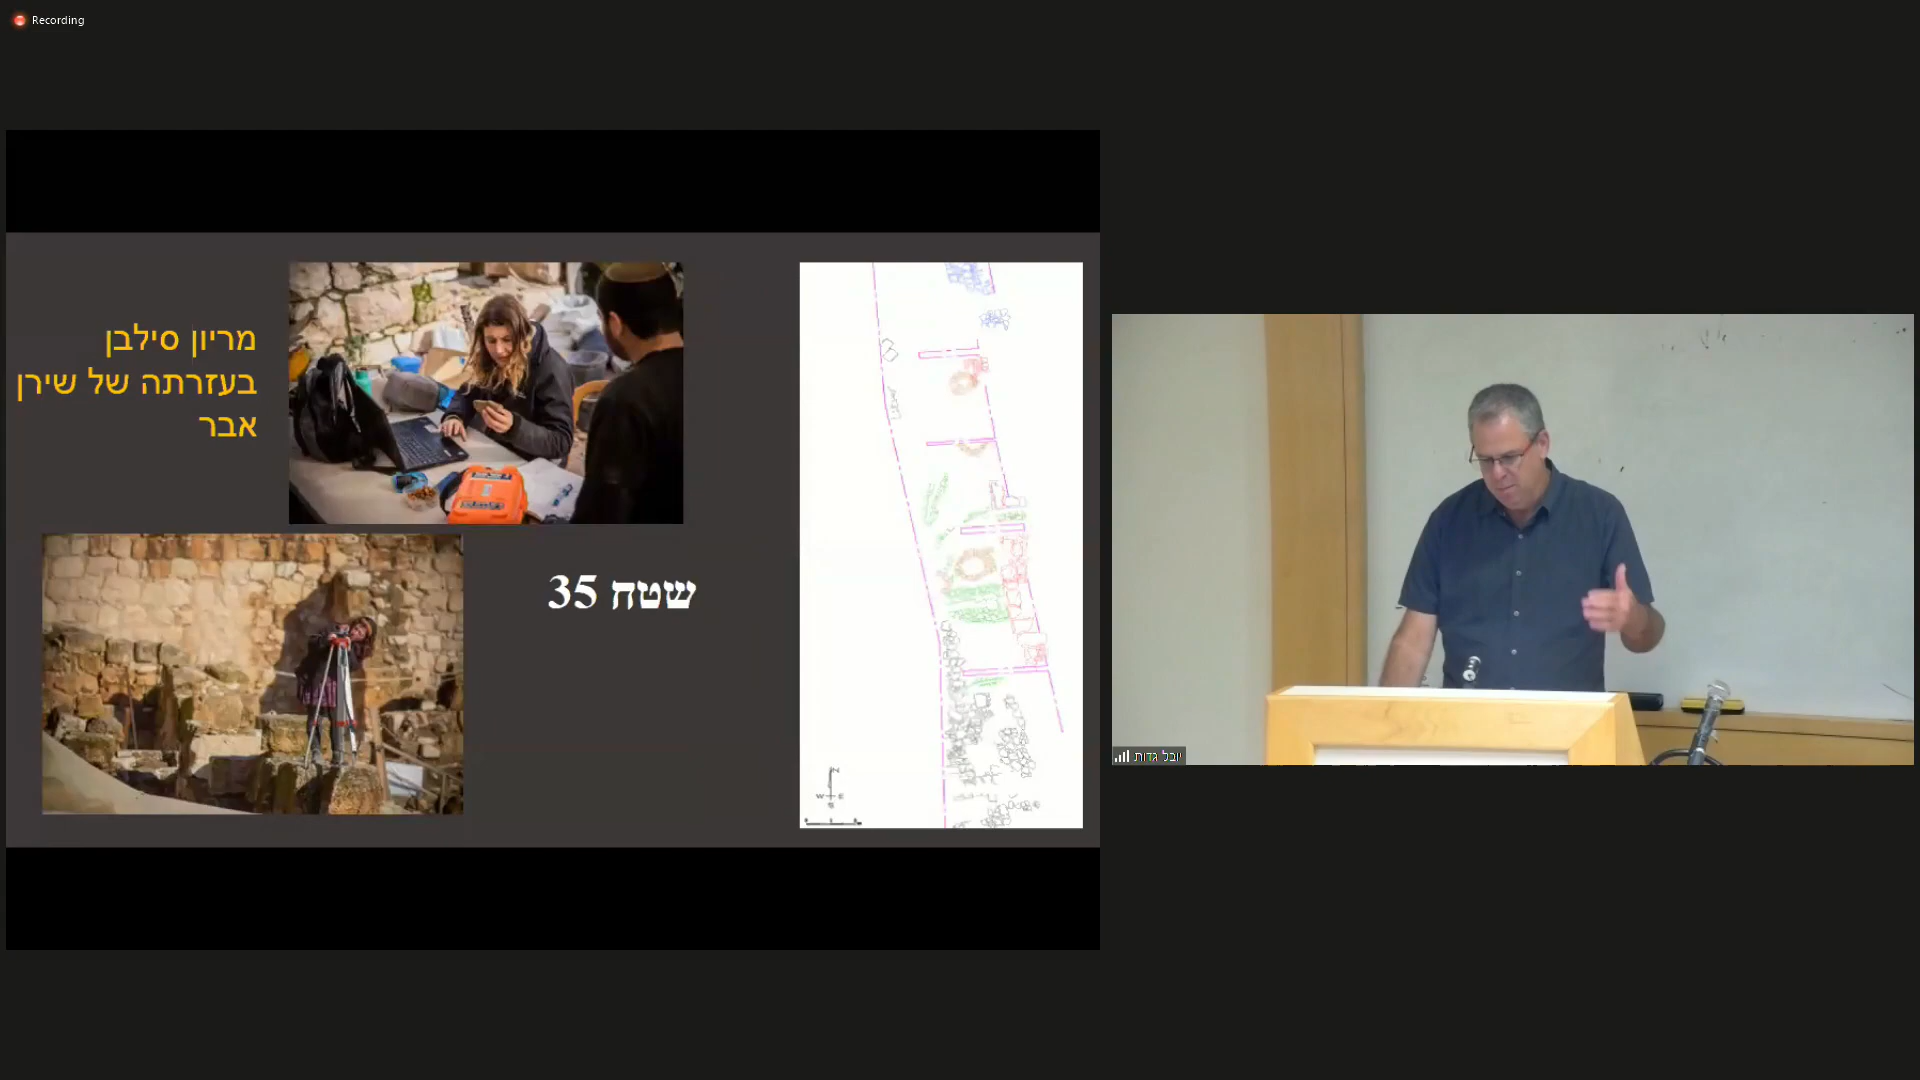 Recording
מריון סילבן
בעזרתה של שירן
אבר
שטח 35
N
W E
S
יובל גדות